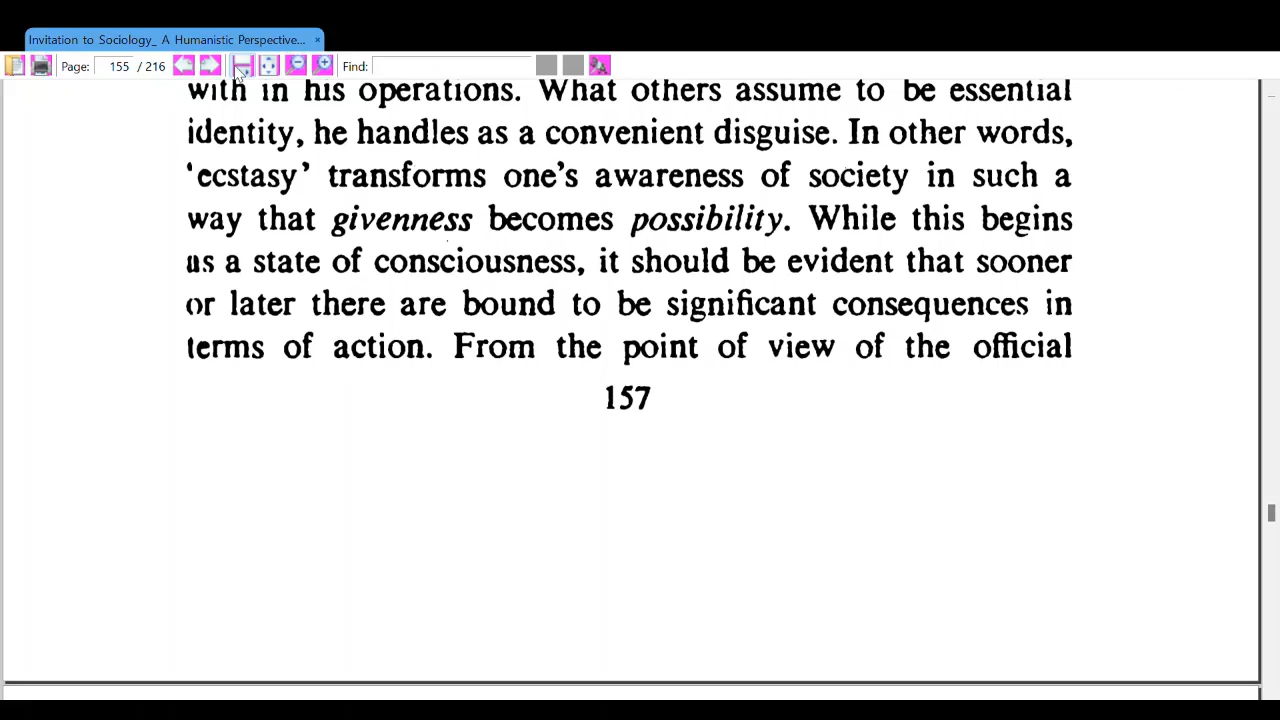 Invitation to Sociology_ A Humanistic Perspective... ×
Page: 155 / 216 Find:
with in his operations. What others assume to be essential
identity, he handles as a convenient disguise. In other words,
‘ecstasy’ transforms one’s awareness of society in such a
way that givenness becomes possibility. While this begins
as a state of consciousness, it should be evident that sooner
or later there are bound to be significant consequences in
terms of action. From the point of view of the official
157